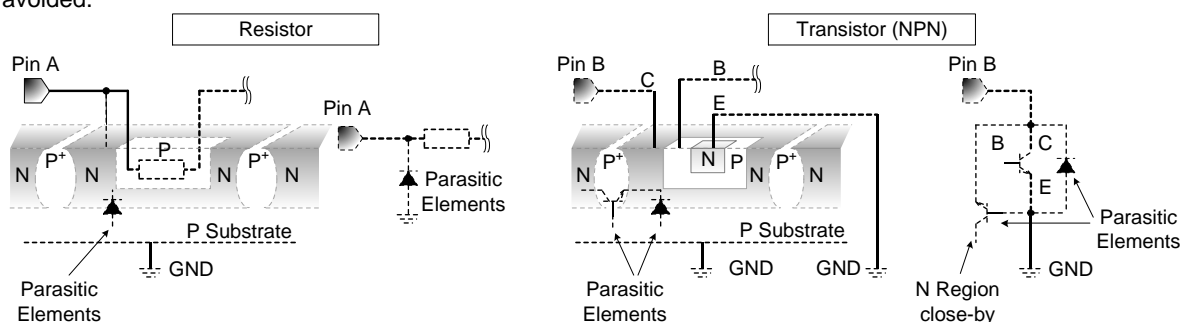 avoided.
Resistor
Transistor (NPN)
Pin A
Pin A
N P+ N P N P+ N
Parasitic
Elements
P Substrate
GND
Parasitic
Elements
Pin B
C
B
E
N P+ N N P N P+ N
P Substrate
GND
GND
Parasitic
Elements
Pin B
B
C
E
Parasitic
Elements
GND
N Region
close-by